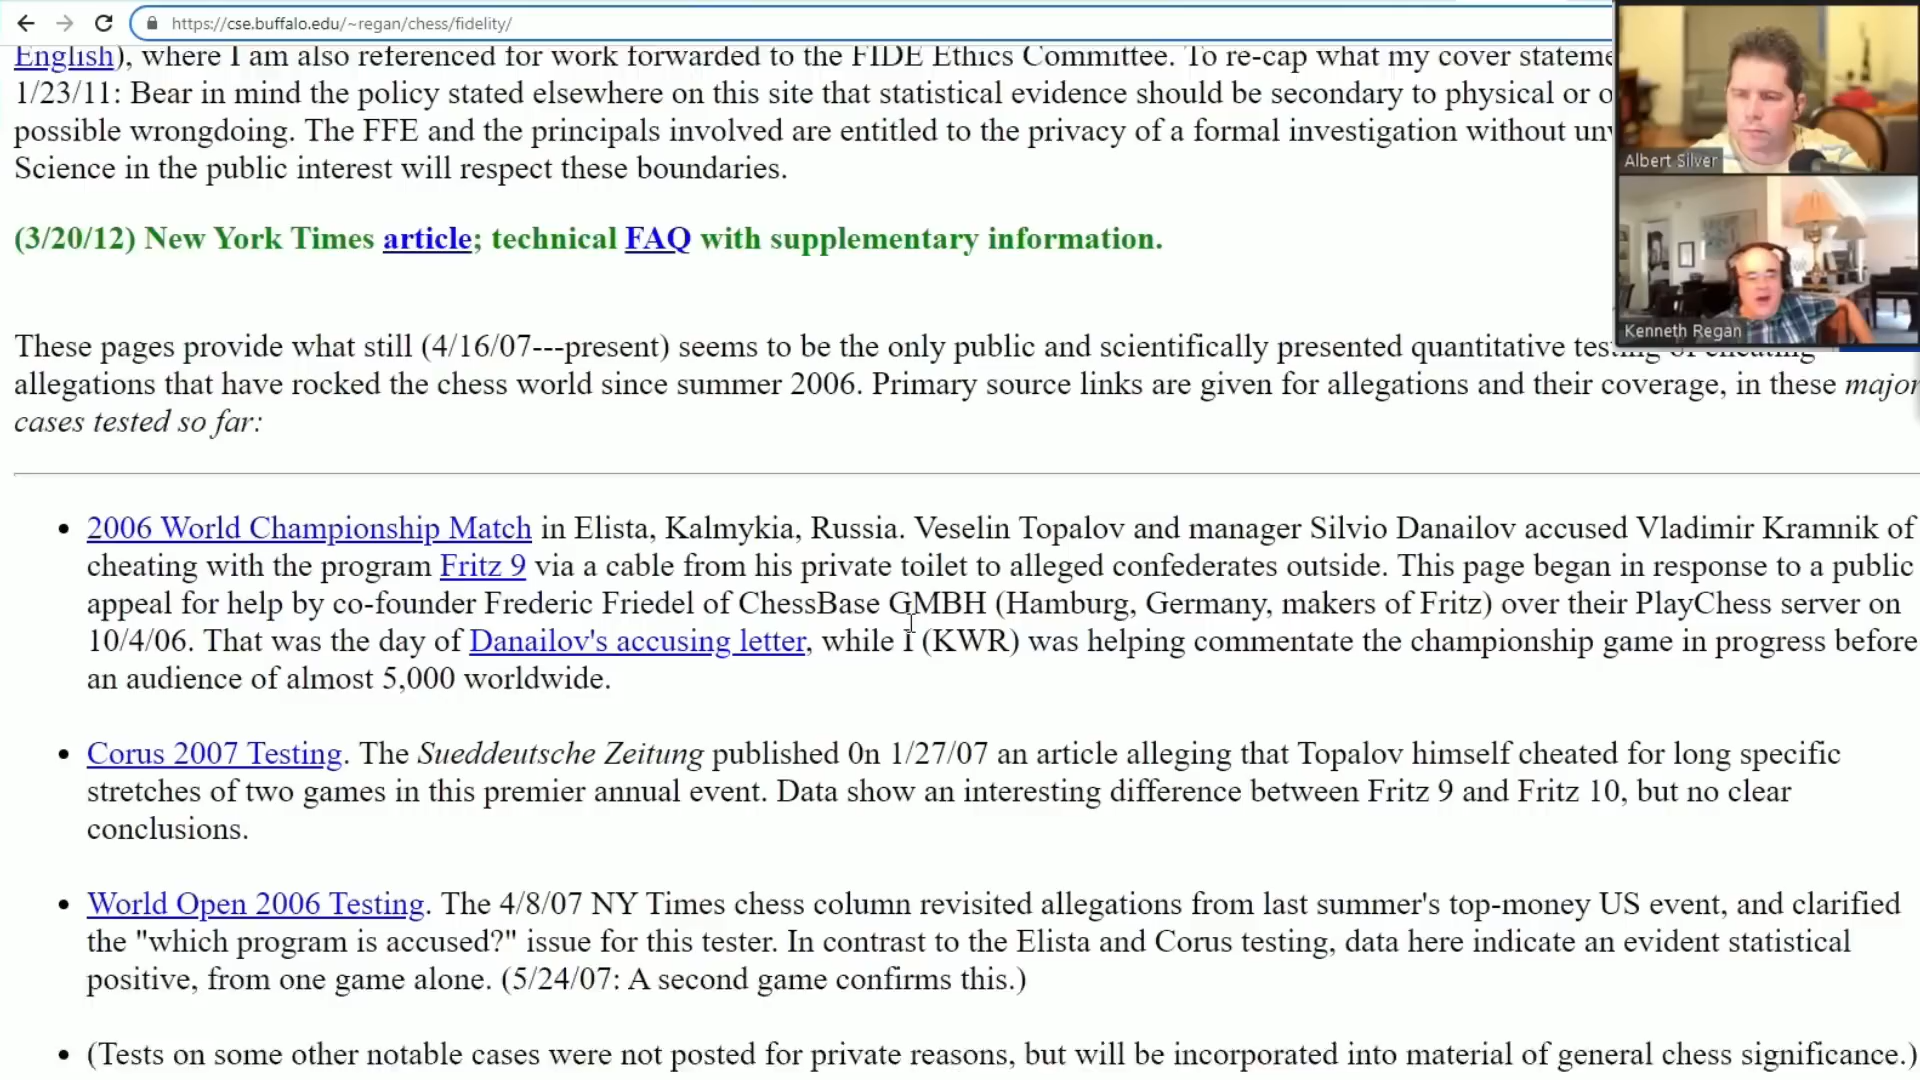 https://cse.buffalo.edu/~regan/chess/fidelity/
English), where I am also referenced for work forwarded to the FIDE Ethics Committee. To re-cap what my cover stateme
1/23/11: Bear in mind the policy stated elsewhere on this site that statistical evidence should be secondary to physical or o
possible wrongdoing. The FFE and the principals involved are entitled to the privacy of a formal investigation without
Science in the public interest will respect these boundaries.
(3/20/12) New York Times article; technical FAQ with supplementary information.
Albert Silver
Kenneth Regan
These pages provide what still (4/16/07---present) seems to be the only public and scientifically presented quantitative testing of cheating
allegations that have rocked the chess world since summer 2006. Primary source links are given for allegations and their coverage, in these major
cases tested so far:
• 2006 World Championship Match in Elista, Kalmykia, Russia. Veselin Topalov and manager Silvio Danailov accused Vladimir Kramnik of
cheating with the program Fritz 9 via a cable from his private toilet to alleged confederates outside. This page began in response to a public
appeal for help by co-founder Frederic Friedel of ChessBase GMBH (Hamburg, Germany, makers of Fritz) over their PlayChess server on
10/4/06. That was the day of Danailov's accusing letter, while I (KWR) was helping commentate the championship game in progress before
an audience of almost 5,000 worldwide.
• Corus 2007 Testing. The Sueddeutsche Zeitung published 0n 1/27/07 an article alleging that Topalov himself cheated for long specific
stretches of two games in this premier annual event. Data show an interesting difference between Fritz 9 and Fritz 10, but no clear
conclusions.
• World Open 2006 Testing. The 4/8/07 NY Times chess column revisited allegations from last summer's top-money US event, and clarified
the "which program is accused?" issue for this tester. In contrast to the Elista and Corus testing, data here indicate an evident statistical
positive, from one game alone. (5/24/07: A second game confirms this.)
• (Tests on some other notable cases were not posted for private reasons, but will be incorporated into material of general chess significance.)